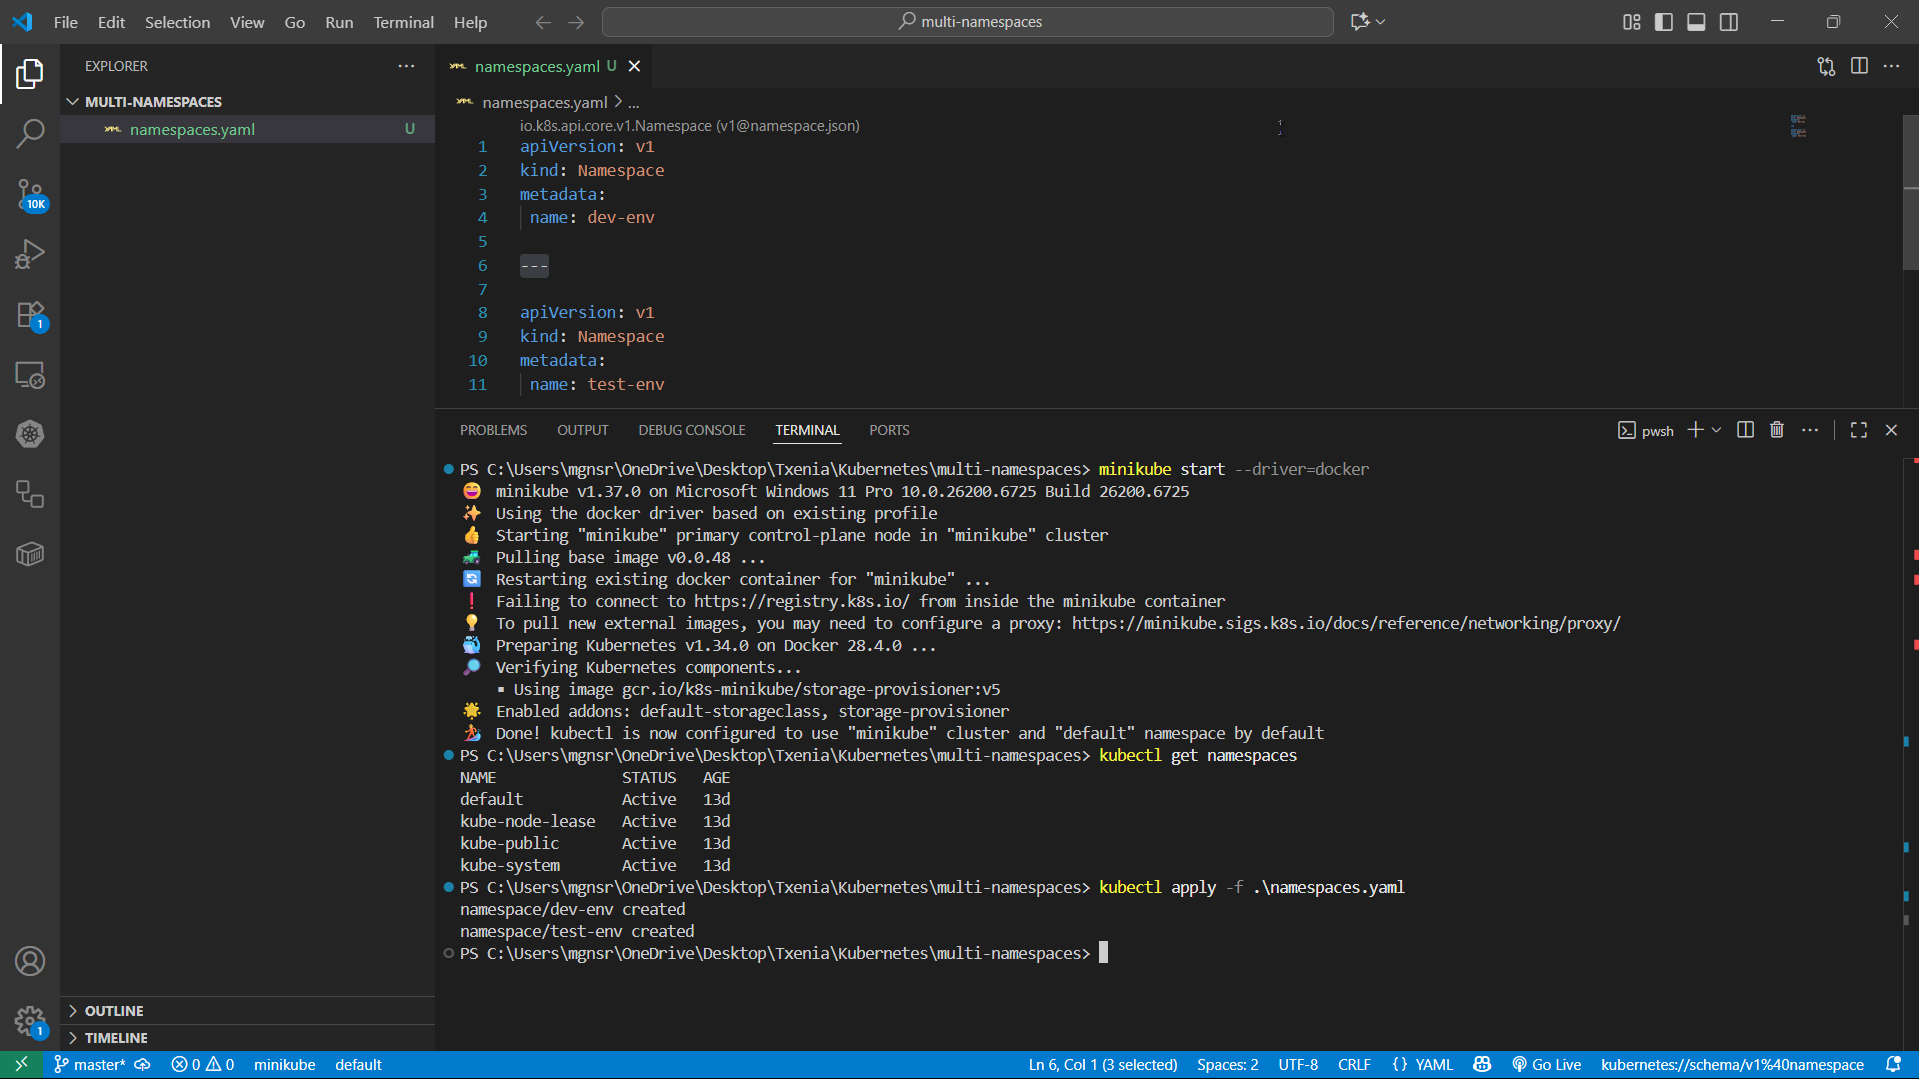 File Edit Selection View Go Run Terminal Help
multi-namespaces
EXPLORER
MULTI-NAMESPACES
namespaces.yaml U
10K
1
1
OUTLINE
TIMELINE
namespaces.yaml U
namespaces.yaml > ...
io.k8s.api.core.v1.Namespace (v1@namespace.json)
1 apiVersion: v1
2 kind: Namespace
3 metadata:
4 name: dev-env
5
6 ---
7
8 apiVersion: v1
9 kind: Namespace
10 metadata:
11 name: test-env
PROBLEMS OUTPUT DEBUG CONSOLE TERMINAL PORTS
pwsh
PS C:\Users\mgnsr\OneDrive\Desktop\Txenia\Kubernetes\multi-namespaces> minikube start --driver=docker
😄 minikube v1.37.0 on Microsoft Windows 11 Pro 10.0.26200.6725 Build 26200.6725
✨ Using the docker driver based on existing profile
👍 Starting "minikube" primary control-plane node in "minikube" cluster
🚜 Pulling base image v0.0.48 ...
🔄 Restarting existing docker container for "minikube" ...
❗ Failing to connect to https://registry.k8s.io/ from inside the minikube container
💡 To pull new external images, you may need to configure a proxy: https://minikube.sigs.k8s.io/docs/reference/networking/proxy/
🐳 Preparing Kubernetes v1.34.0 on Docker 28.4.0 ...
🔎 Verifying Kubernetes components...
▪ Using image gcr.io/k8s-minikube/storage-provisioner:v5
🌟 Enabled addons: default-storageclass, storage-provisioner
🏄 Done! kubectl is now configured to use "minikube" cluster and "default" namespace by default
PS C:\Users\mgnsr\OneDrive\Desktop\Txenia\Kubernetes\multi-namespaces> kubectl get namespaces
NAME STATUS AGE
default Active 13d
kube-node-lease Active 13d
kube-public Active 13d
kube-system Active 13d
PS C:\Users\mgnsr\OneDrive\Desktop\Txenia\Kubernetes\multi-namespaces> kubectl apply -f .\namespaces.yaml
namespace/dev-env created
namespace/test-env created
PS C:\Users\mgnsr\OneDrive\Desktop\Txenia\Kubernetes\multi-namespaces>
master* 0 0 minikube default Ln 6, Col 1 (3 selected) Spaces: 2 UTF-8 CRLF {} YAML Go Live kubernetes://schema/v1%40namespace